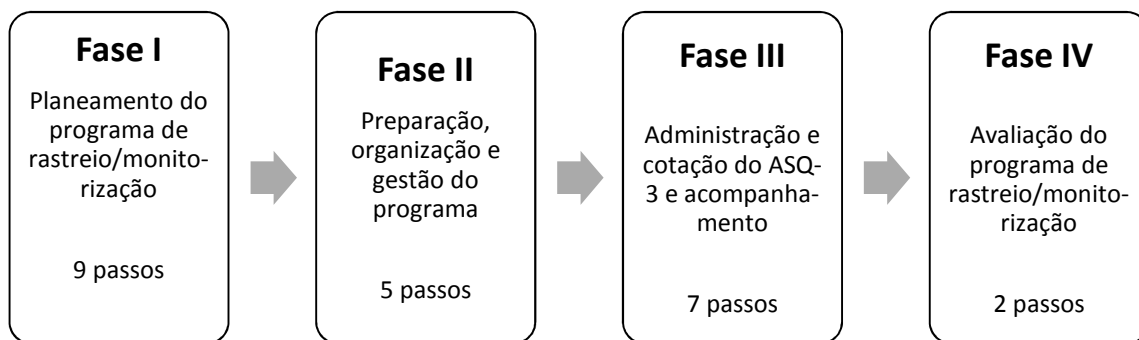 Fase I
Planeamento do
programa de
rastreio/monito-
rização
9 passos
Fase II
Preparação,
organização e
gestão do
programa
5 passos
Fase III
Administração e
cotação do ASQ-
3 e acompanha-
mento
7 passos
Fase IV
Avaliação do
programa de
rastreio/monito-
rização
2 passos